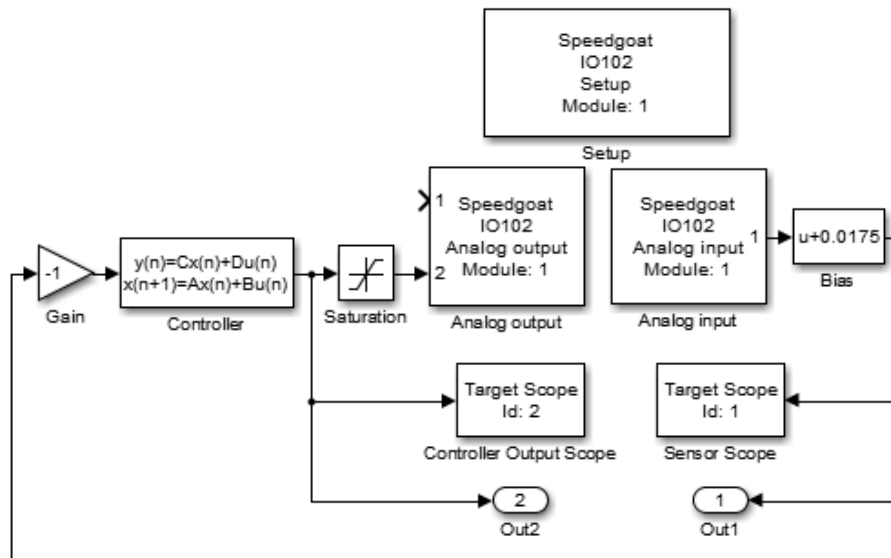 Speedgoat
IO102
Setup
Module: 1
Setup
1
Speedgoat
IO102
Analog output
Module: 1
2
Analog output
Speedgoat
IO102
Analog input
Module: 1
1
Analog input
u+0.0175
Bias
-1
Gain
y(n)=Cx(n)+Du(n)
x(n+1)=Ax(n)+Bu(n)
Controller
Saturation
Target Scope
Id: 2
Controller Output Scope
Target Scope
Id: 1
Sensor Scope
2
Out2
1
Out1